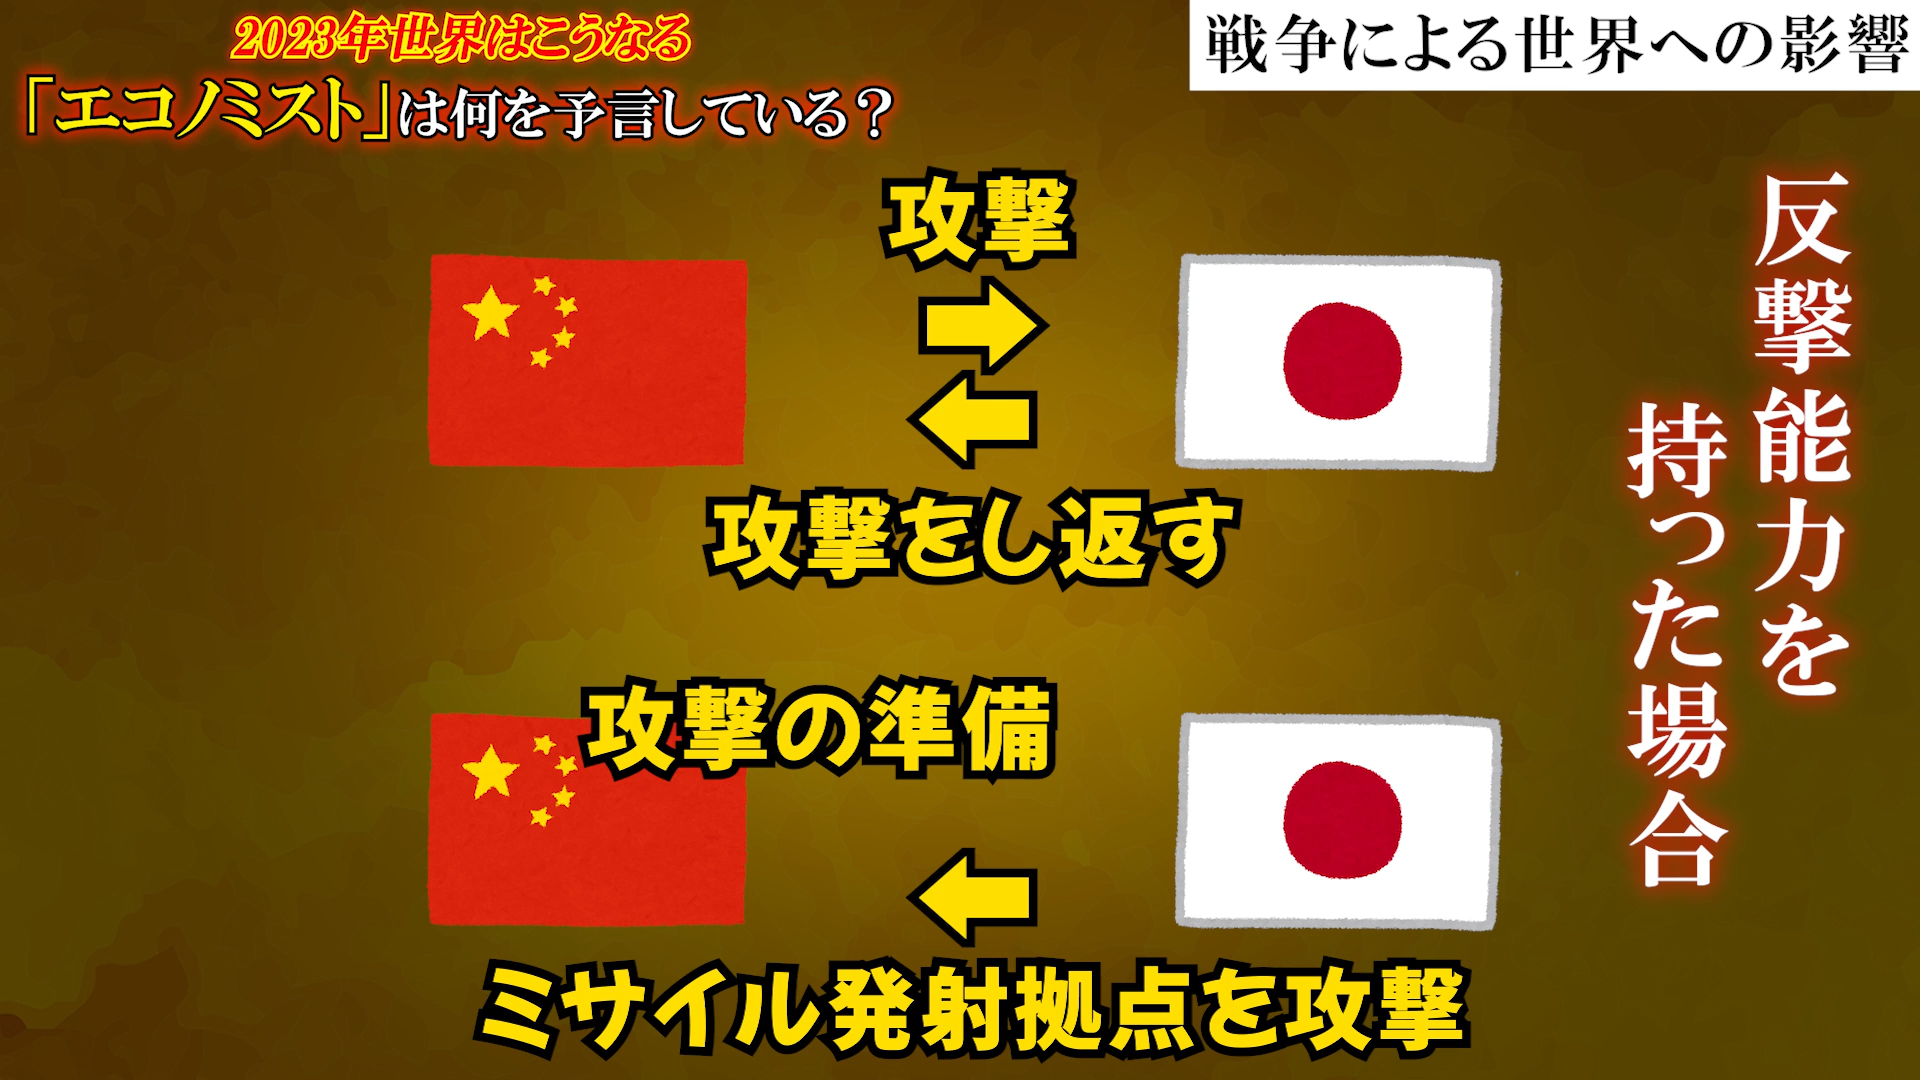 2023年世界はこうなる
「エコノミスト」は何を予言している？
戦争による世界への影響
反撃能力を
持った場合
攻撃
攻撃をし返す
攻撃の準備
ミサイル発射拠点を攻撃